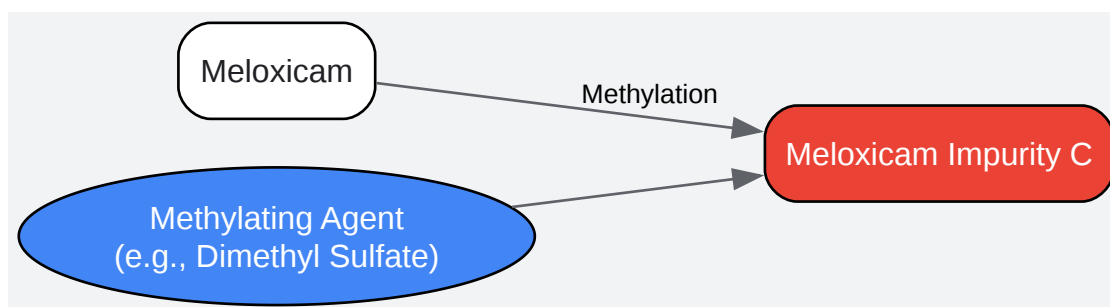 Meloxicam
Methylation
Meloxicam Impurity C
Methylating Agent
(e.g., Dimethyl Sulfate)